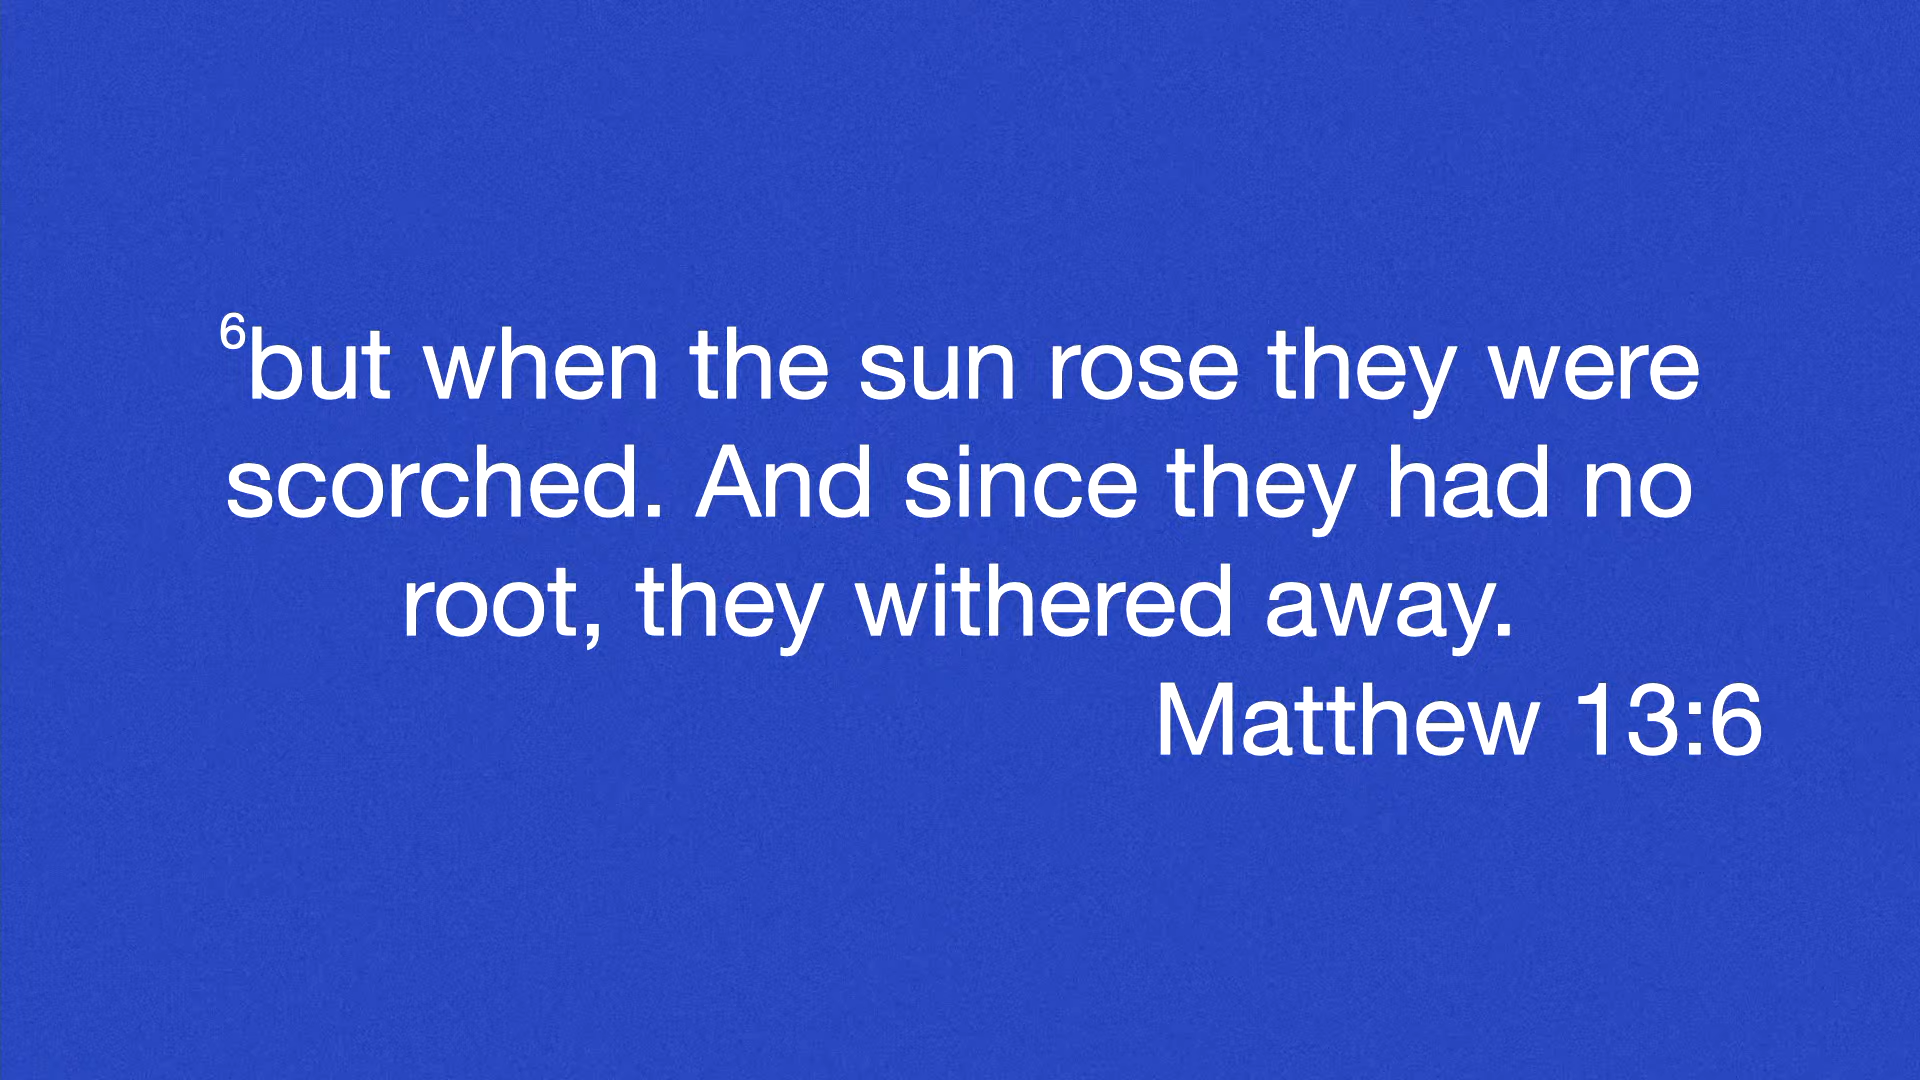 ⁶but when the sun rose they were
scorched. And since they had no
root, they withered away.
Matthew 13:6